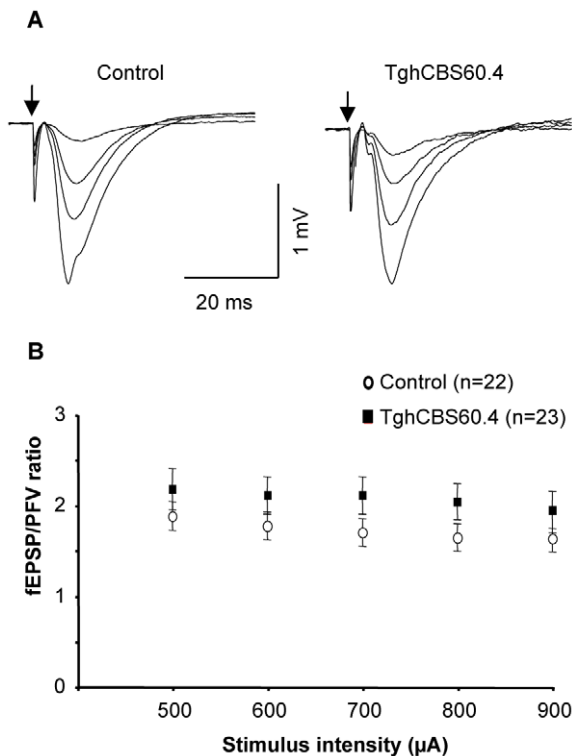 A
Control
TghCBS60.4
1 mV
20 ms
B
Control (n=22)
TghCBS60.4 (n=23)
3
2
1
0
fEPSP/PFV ratio
500 600 700 800 900
Stimulus intensity (µA)